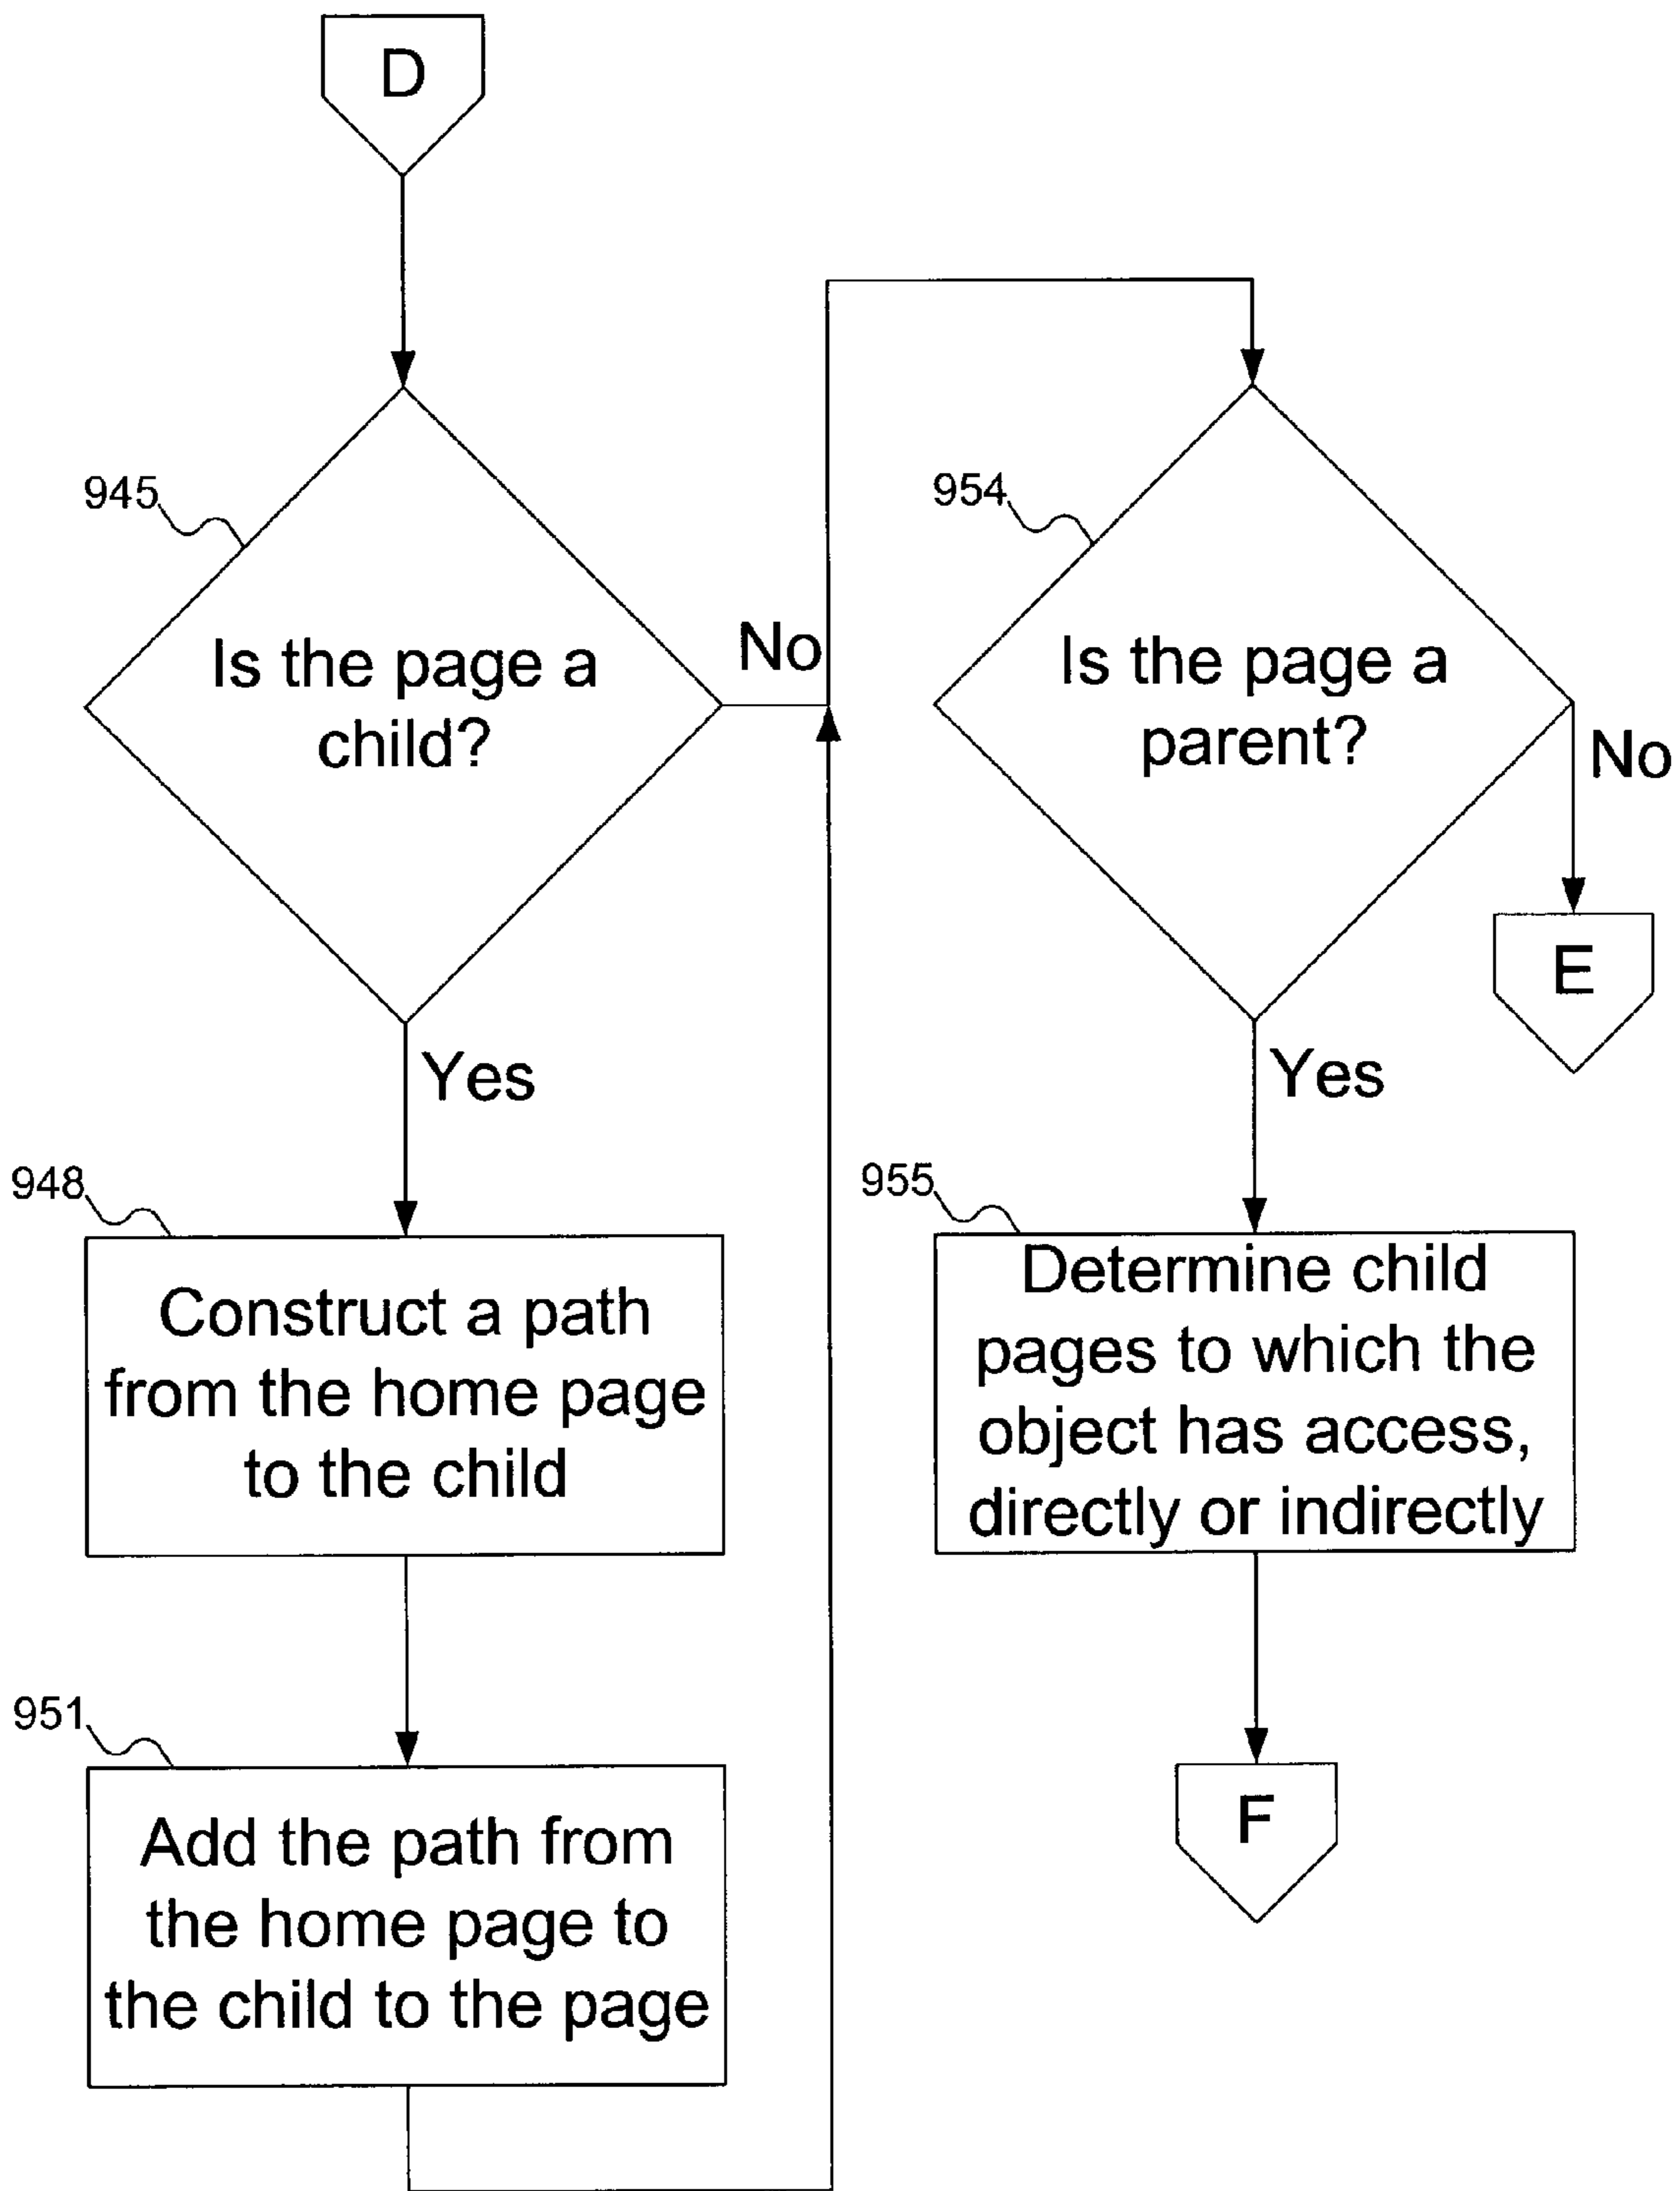 D
945
Is the page a
child?
No
Yes
948
Construct a path
from the home page
to the child
951
Add the path from
the home page to
the child to the page
954
Is the page a
parent?
No
E
Yes
955
Determine child
pages to which the
object has access,
directly or indirectly
F